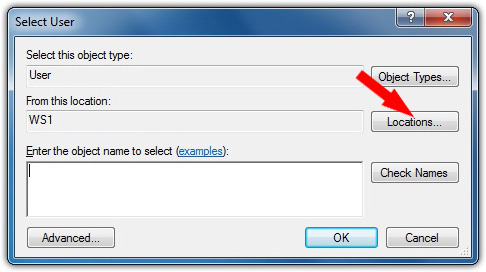 Select User
Select this object type:
User
Object Types...
From this location:
WS1
Locations...
Enter the object name to select (examples):
Check Names
Advanced...
OK
Cancel